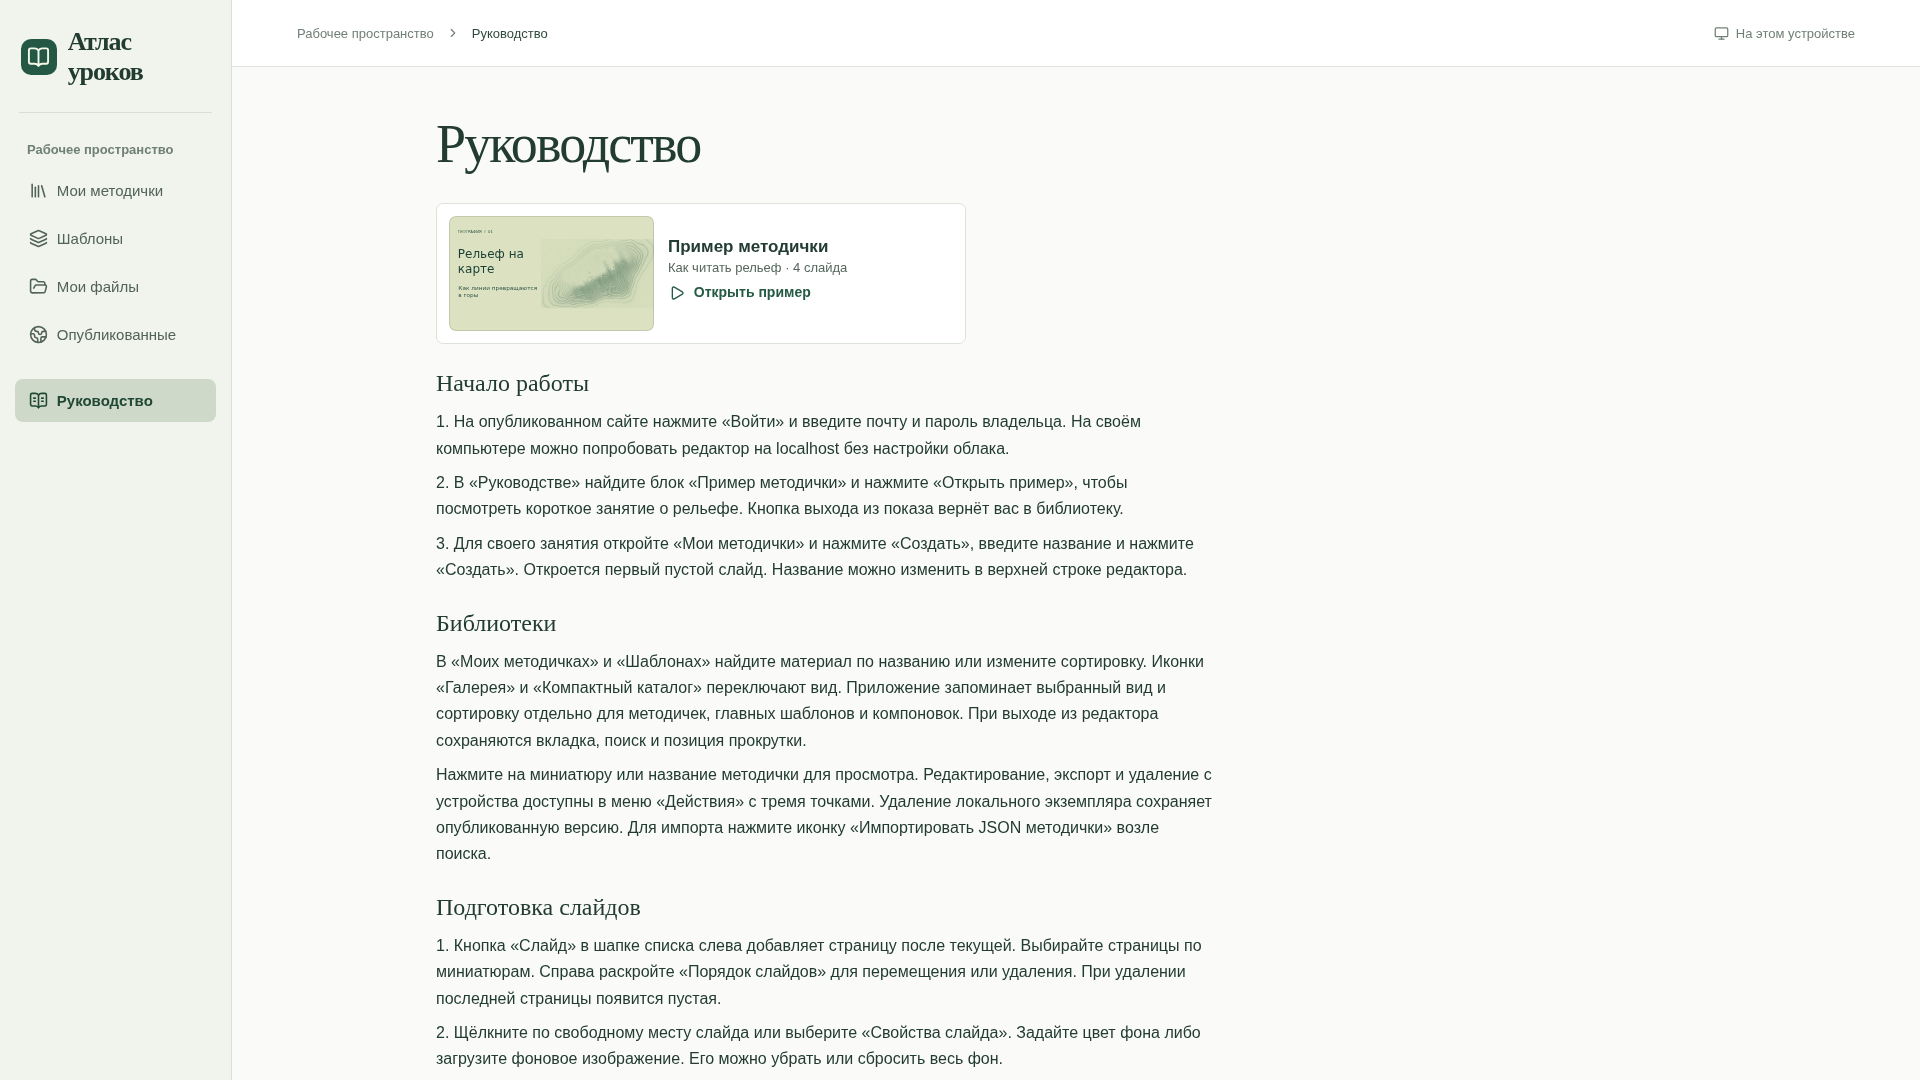 Атлас
уроков
Рабочее пространство
Мои методички
Шаблоны
Мои файлы
Опубликованные
Руководство
Рабочее пространство
Руководство
На этом устройстве
Руководство
ГЕОГРАФИЯ / 01
Рельеф на
карте
Как линии превращаются
в горы
Пример методички
Как читать рельеф · 4 слайда
Открыть пример
Начало работы
1. На опубликованном сайте нажмите «Войти» и введите почту и пароль владельца. На своём
компьютере можно попробовать редактор на localhost без настройки облака.
2. В «Руководстве» найдите блок «Пример методички» и нажмите «Открыть пример», чтобы
посмотреть короткое занятие о рельефе. Кнопка выхода из показа вернёт вас в библиотеку.
3. Для своего занятия откройте «Мои методички» и нажмите «Создать», введите название и нажмите
«Создать». Откроется первый пустой слайд. Название можно изменить в верхней строке редактора.
Библиотеки
В «Моих методичках» и «Шаблонах» найдите материал по названию или измените сортировку. Иконки
«Галерея» и «Компактный каталог» переключают вид. Приложение запоминает выбранный вид и
сортировку отдельно для методичек, главных шаблонов и компоновок. При выходе из редактора
сохраняются вкладка, поиск и позиция прокрутки.
Нажмите на миниатюру или название методички для просмотра. Редактирование, экспорт и удаление с
устройства доступны в меню «Действия» с тремя точками. Удаление локального экземпляра сохраняет
опубликованную версию. Для импорта нажмите иконку «Импортировать JSON методички» возле
поиска.
Подготовка слайдов
1. Кнопка «Слайд» в шапке списка слева добавляет страницу после текущей. Выбирайте страницы по
миниатюрам. Справа раскройте «Порядок слайдов» для перемещения или удаления. При удалении
последней страницы появится пустая.
2. Щёлкните по свободному месту слайда или выберите «Свойства слайда». Задайте цвет фона либо
загрузите фоновое изображение. Его можно убрать или сбросить весь фон.